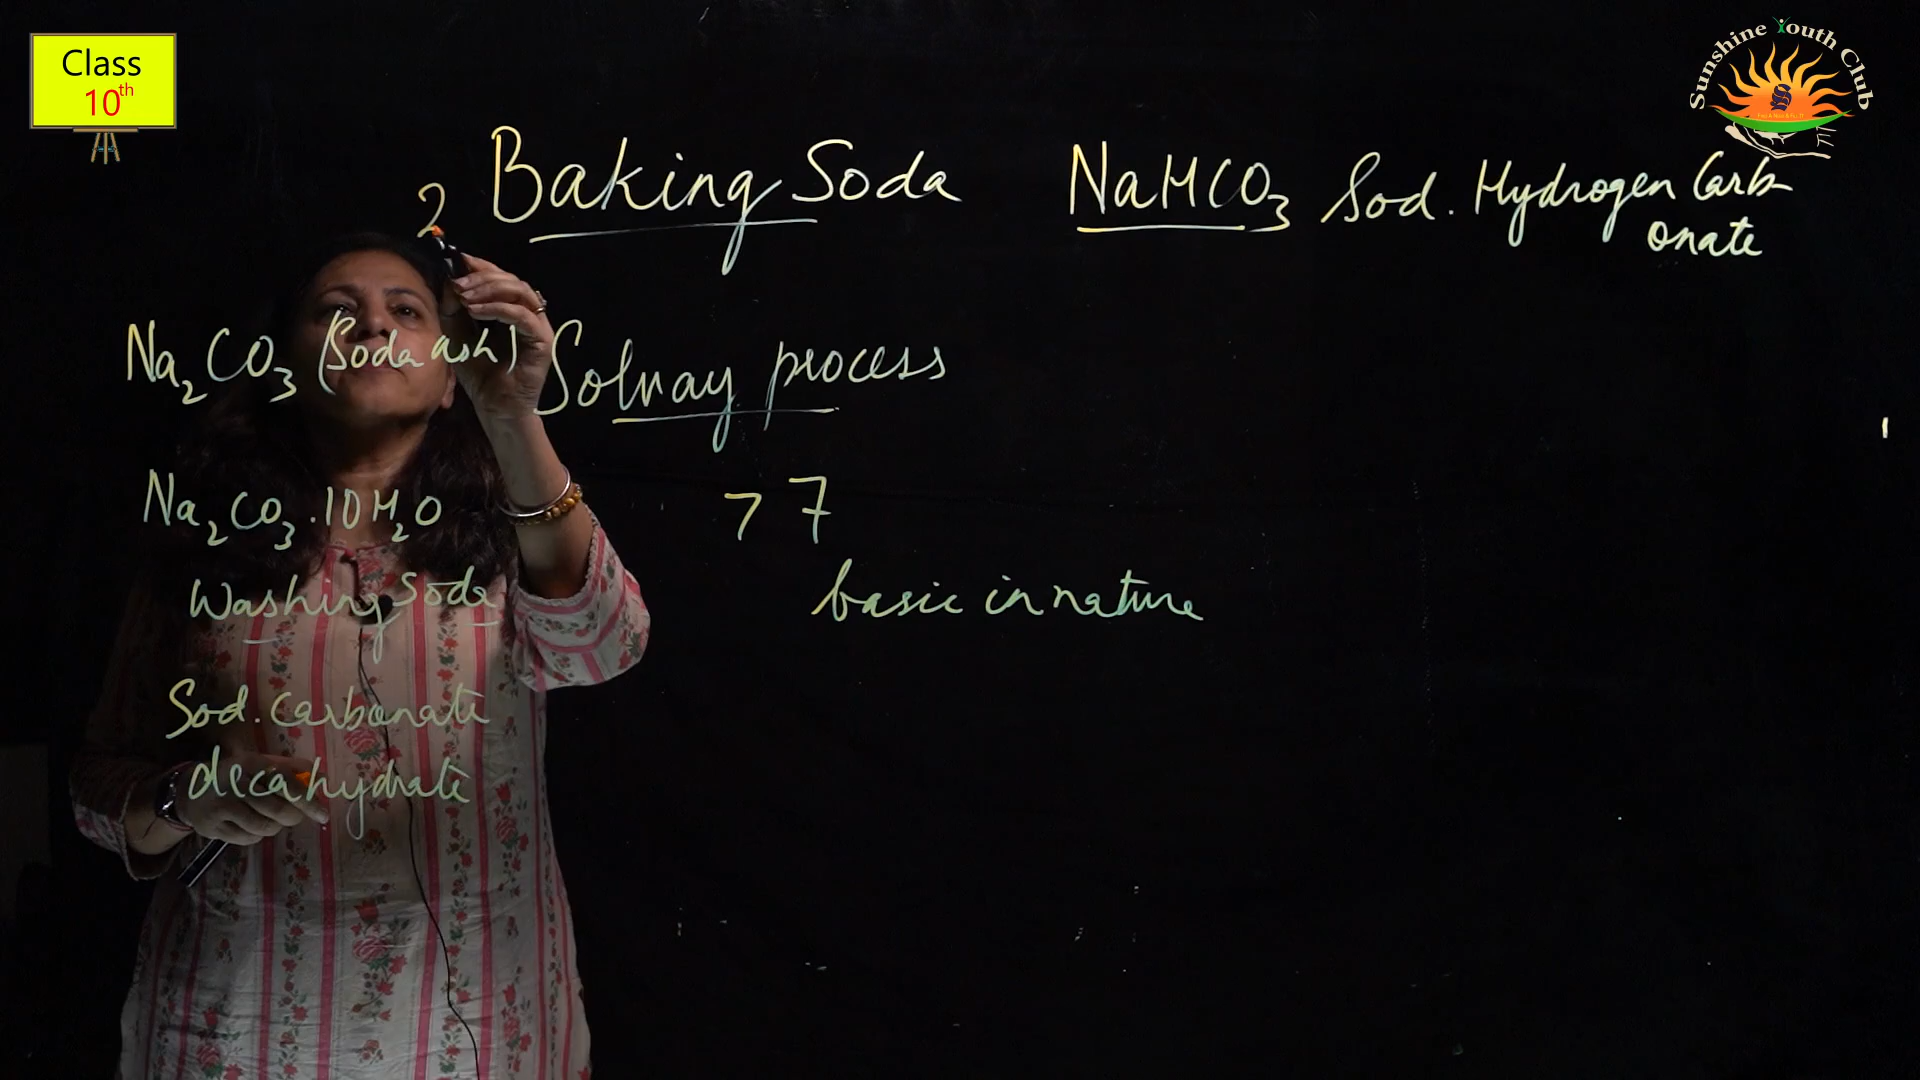 Class
10th
Sunshine Youth Club
2 Baking Soda NaHCO3 Sod. Hydrogen Carb
onate
Na2CO3 (Soda ash) Solvay process
Na2CO3.10H2O > 7
Washing Soda basic in nature
Sod. carbonate
decahydrate